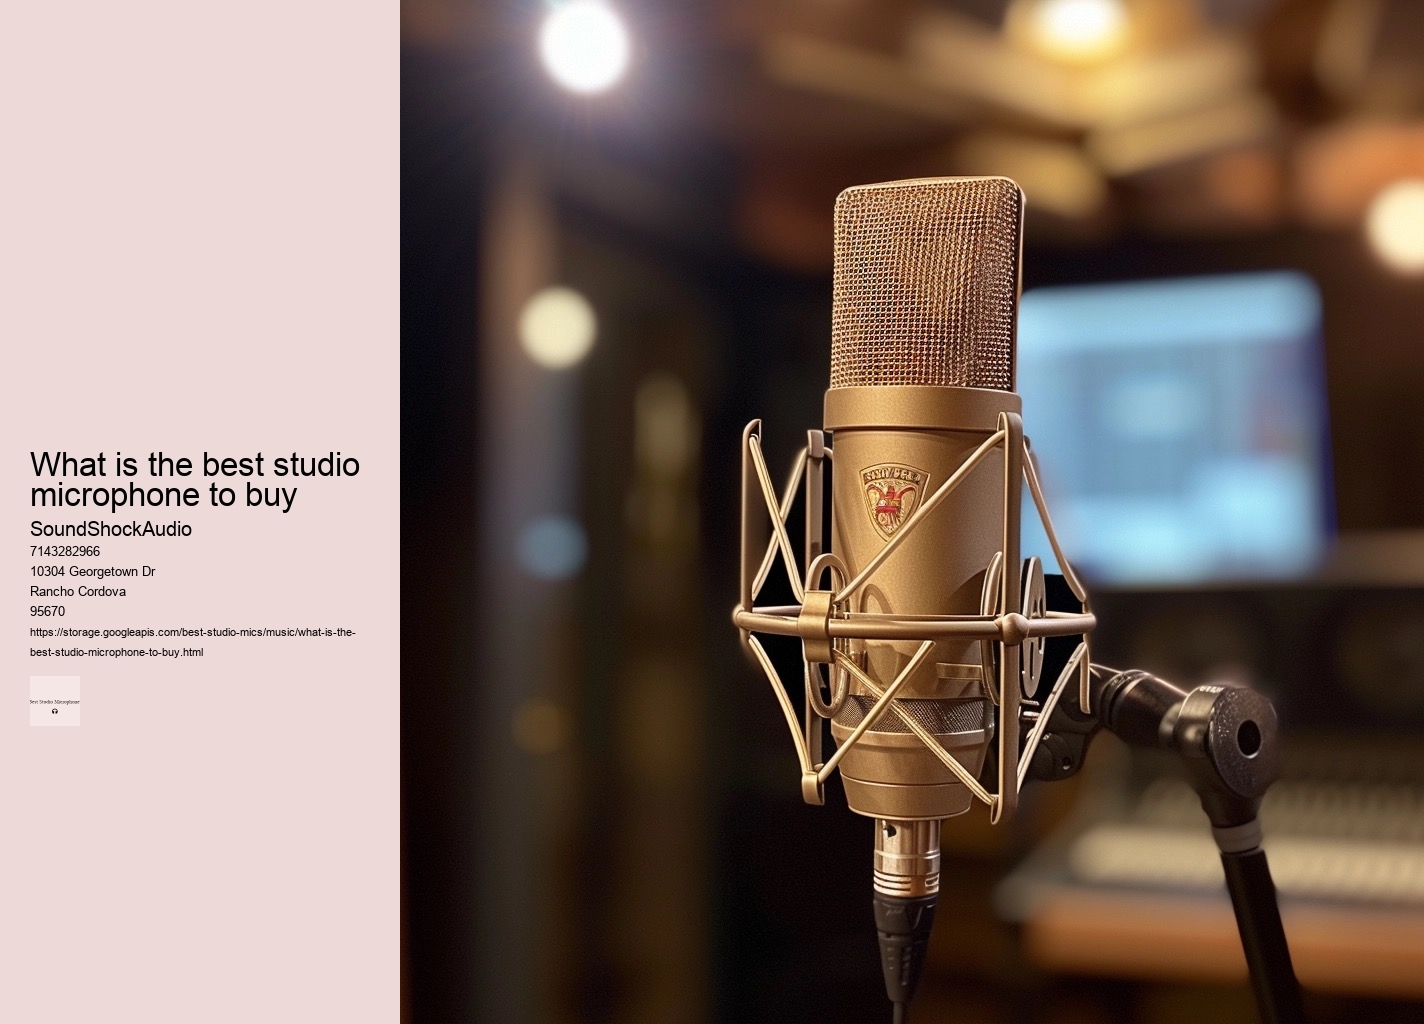 What is the best studio
microphone to buy
SoundShockAudio
7143282966
10304 Georgetown Dr
Rancho Cordova
95670
https://storage.googleapis.com/best-studio-mics/music/what-is-the-
best-studio-microphone-to-buy.html
Best Studio Microphone